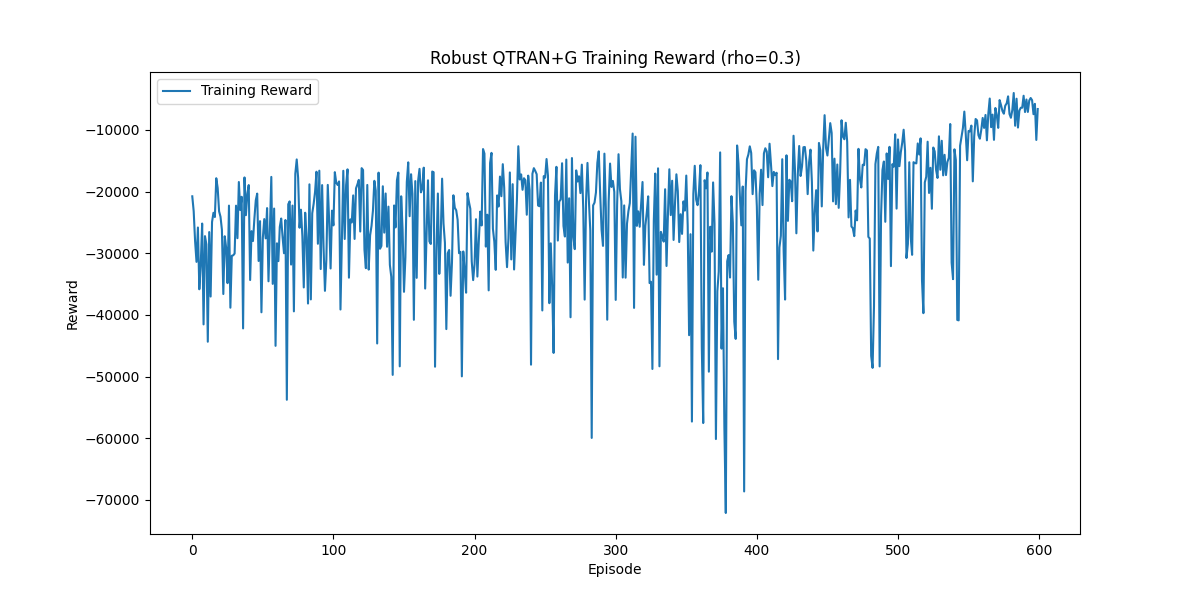 Robust QTRAN+G Training Reward (rho=0.3)
Training Reward
−10000
−20000
−30000
−40000
−50000
−60000
−70000
Reward
0 100 200 300 400 500 600
Episode